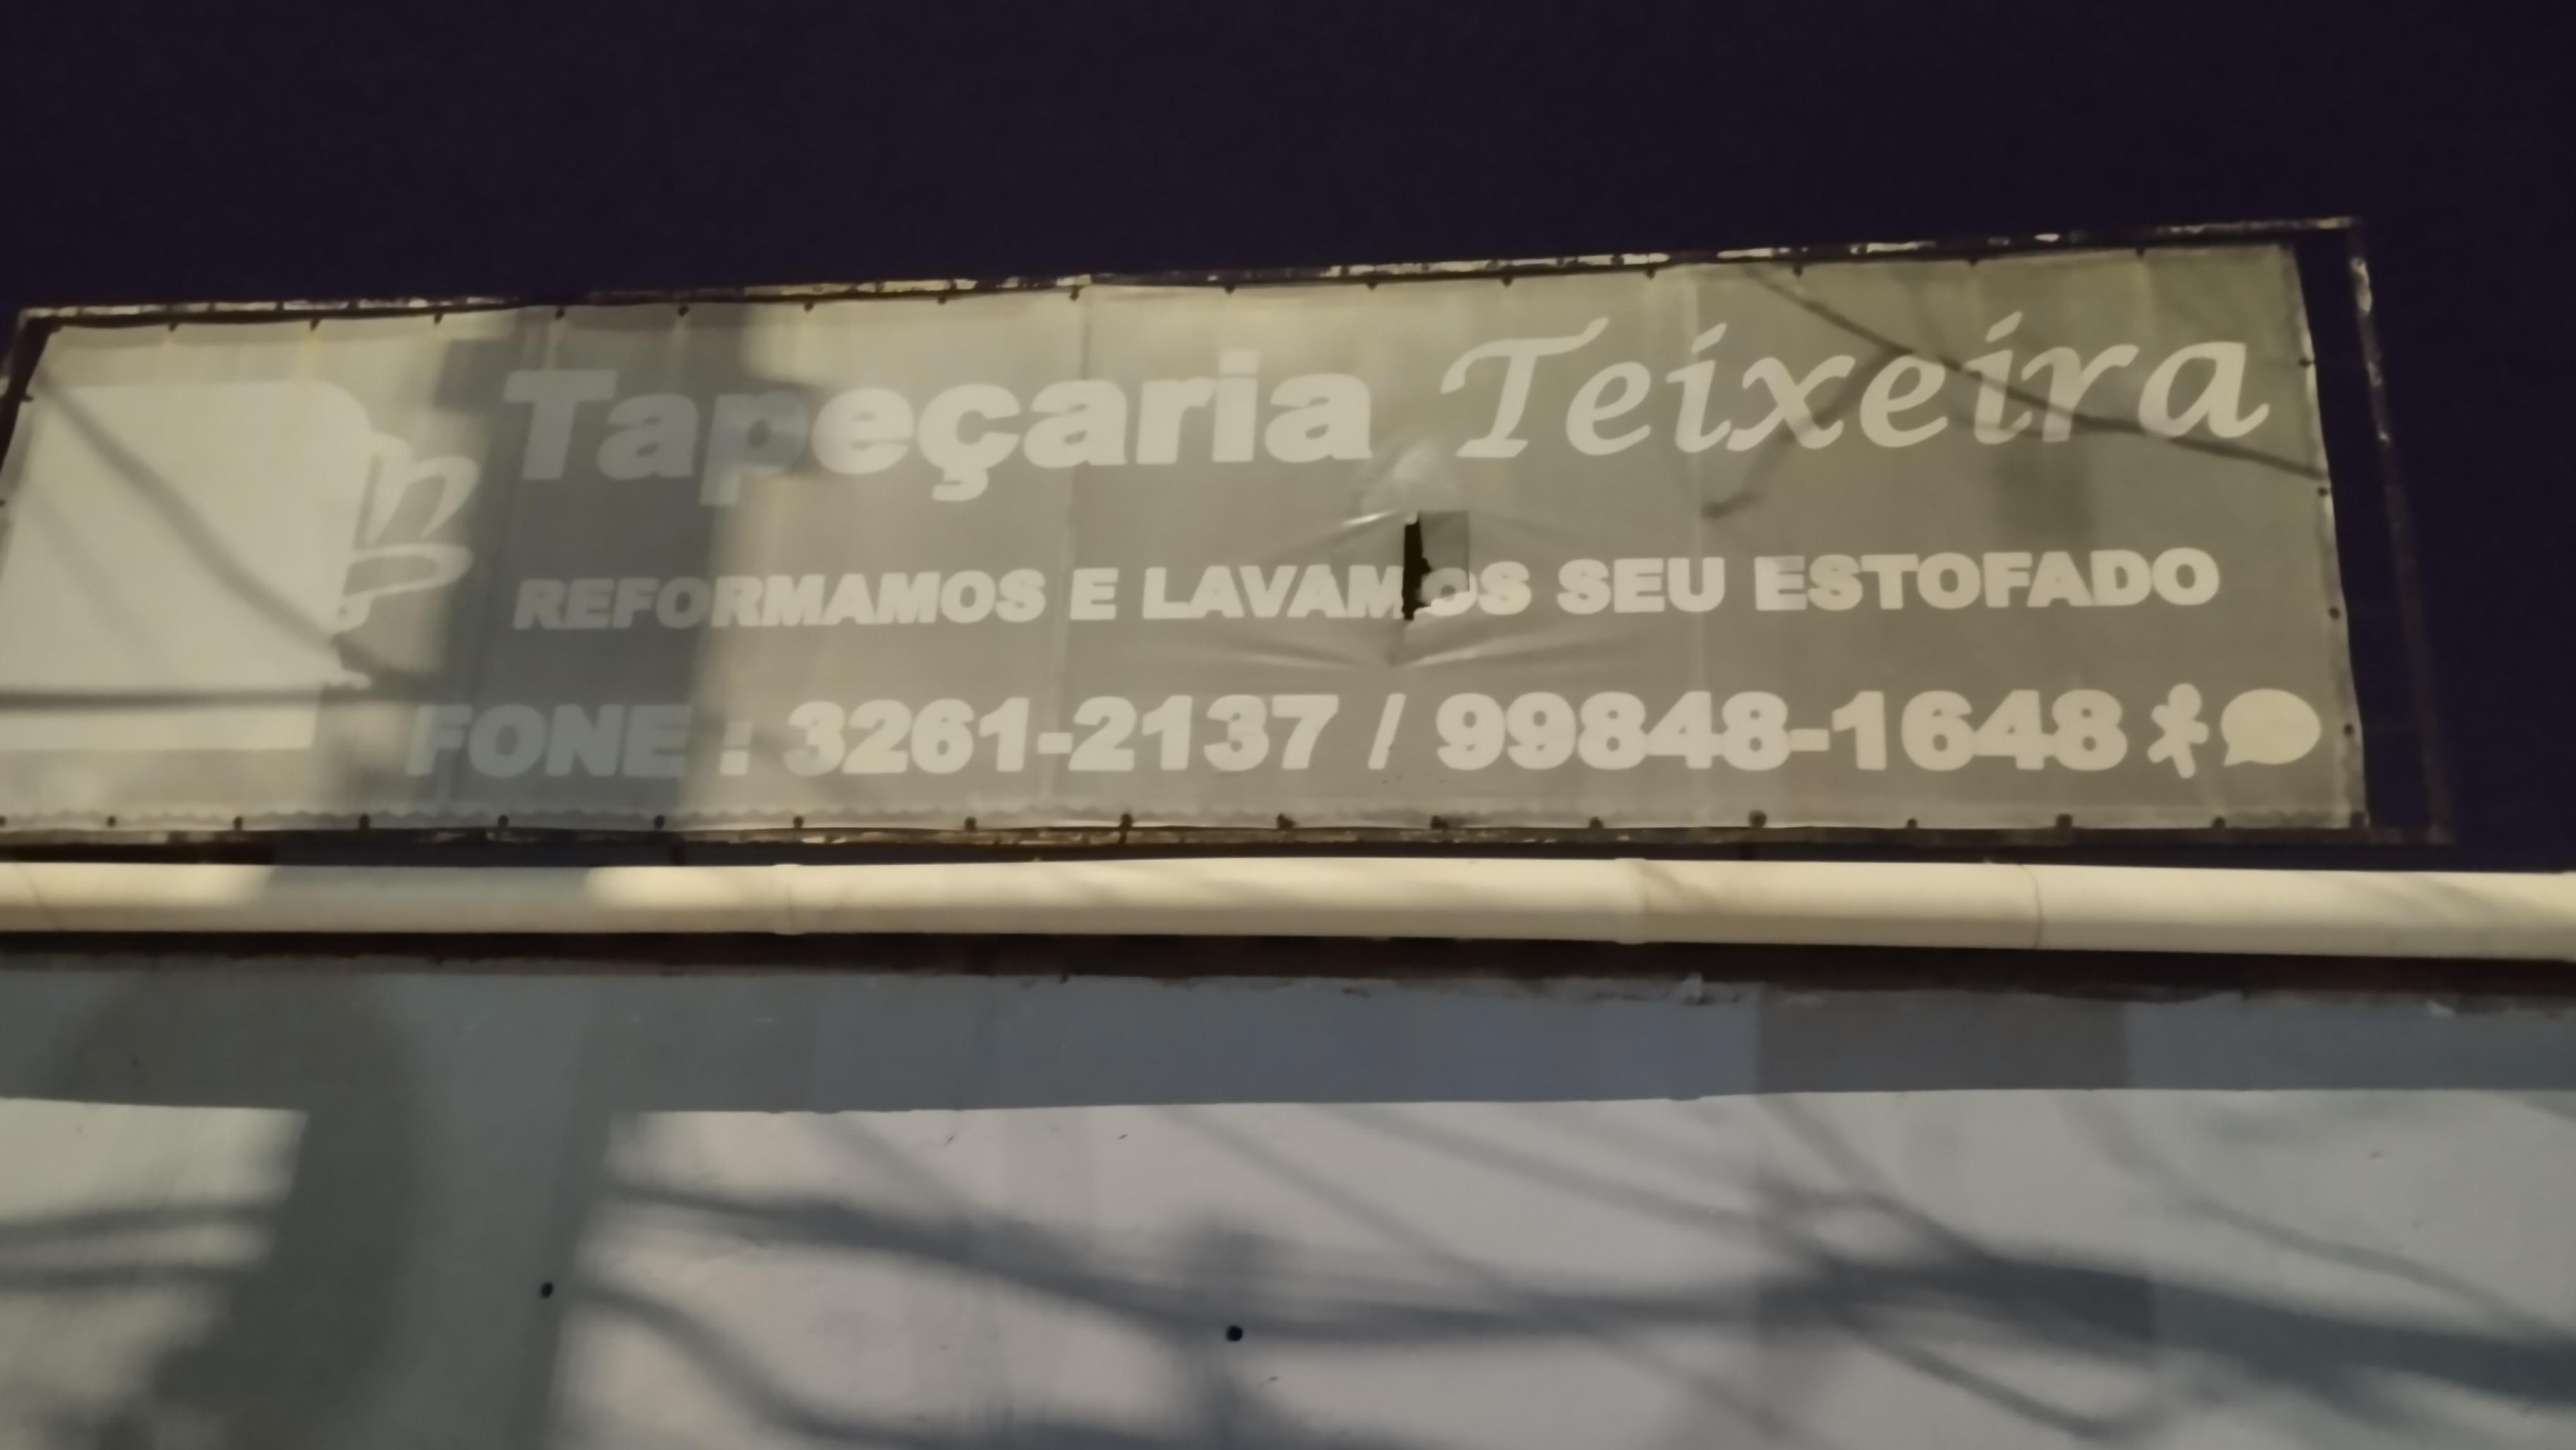 Tapeçaria Teixeira
REFORMAMOS E LAVAMOS SEU ESTOFADO
FONE : 3261-2137 / 99848-1648